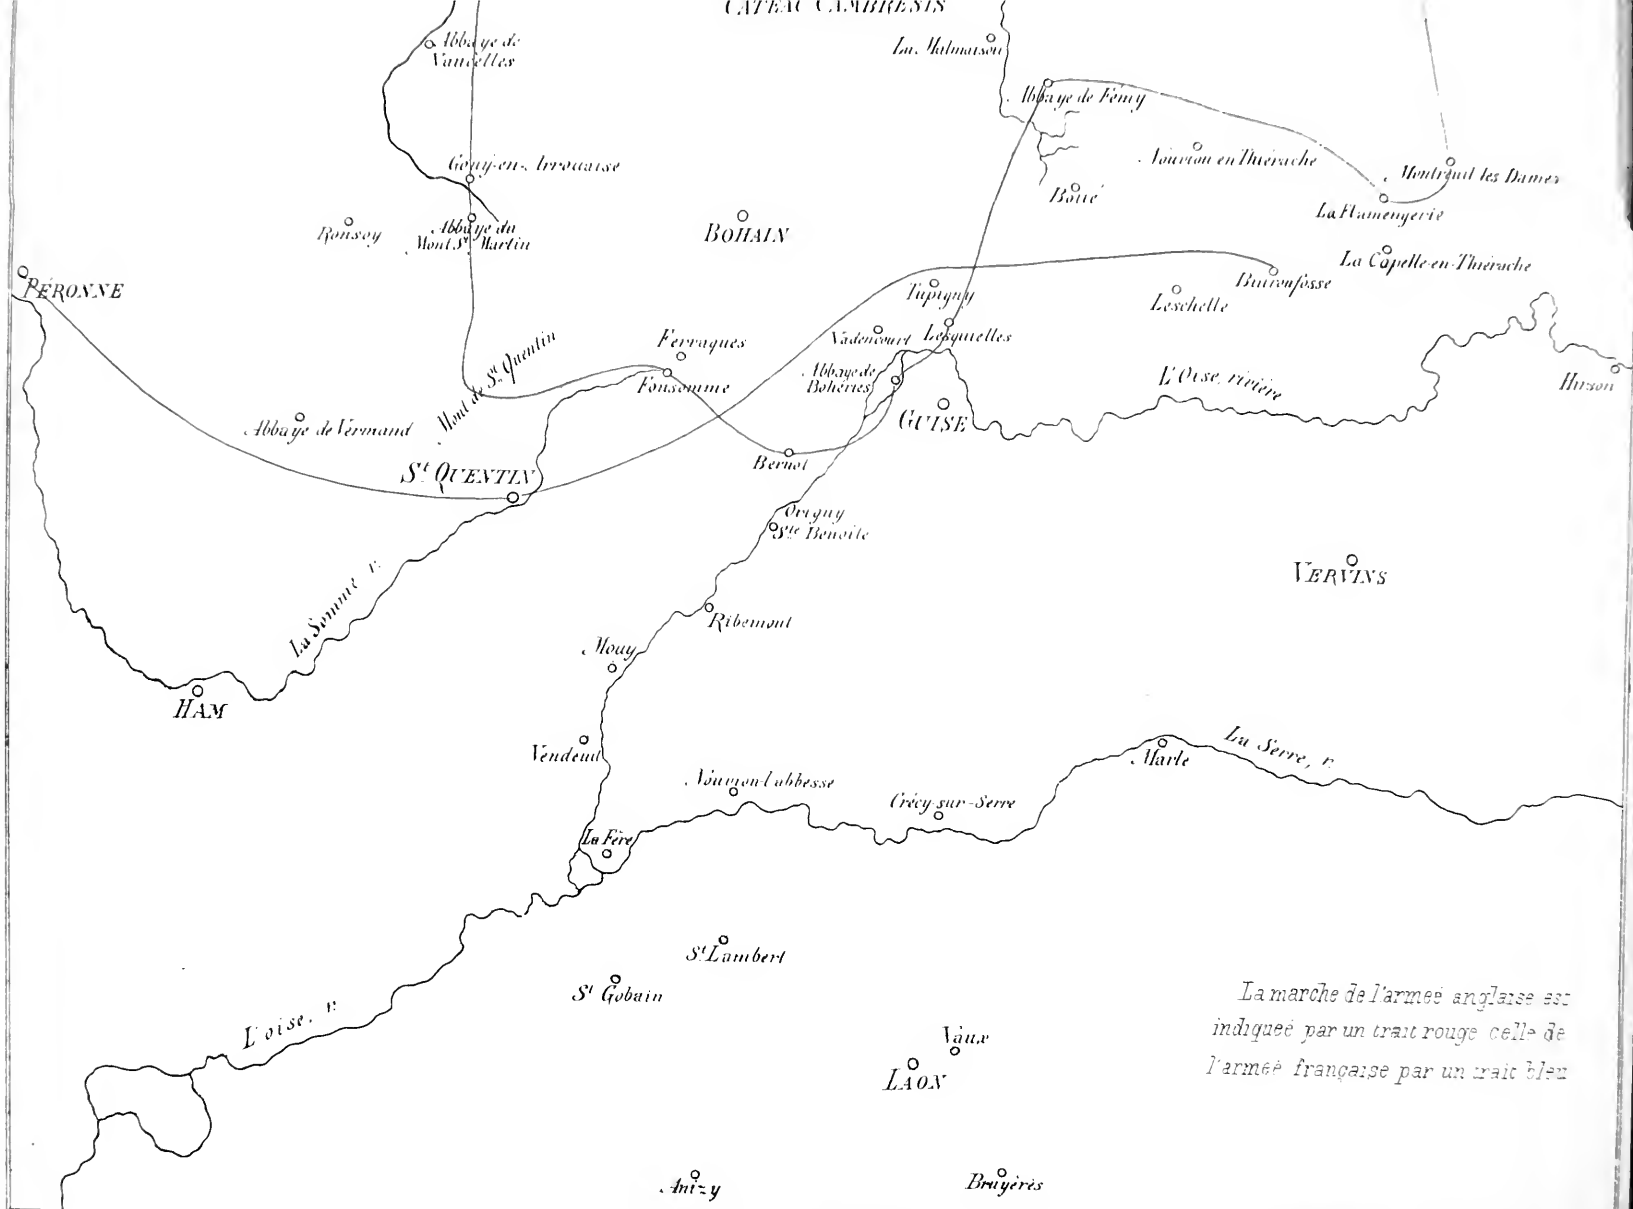 CATEAU CAMBRESIS
Abbaye de
Vaucelles
La Malmaison
Abbaye de Fémy
Gouy-en-Arrouaise
Nouvion en Thiérache
Montreuil les Dames
Boué
La Flamengerie
Ronsoy
Abbaye du
Mont St Martin
BOHAIN
La Capelle-en-Thiérache
Buironfosse
PÉRONNE
Tupigny
Leschelle
Vadencourt
Lesquielles
Ferraques
Mont de St Quentin
Fonsomme
Abbaye de
Bohéries
L'Oise, rivière
Hirson
Abbaye de Vermand
GUISE
St QUENTIN
Bernot
Origny
Ste Benoite
La Somme r.
VERVINS
Ribemont
Mouy
HAM
Vendeuil
La Serre, r.
Marle
Nouvion-l'abbesse
Crécy-sur-Serre
La Fère
St Lambert
St Gobain
L'oise, r.
La marche de l'armeé anglaise est
indiqueé par un trait rouge celle de
l'armeé française par un trait bleu
Vaux
LAON
Anizy
Bruyèrès